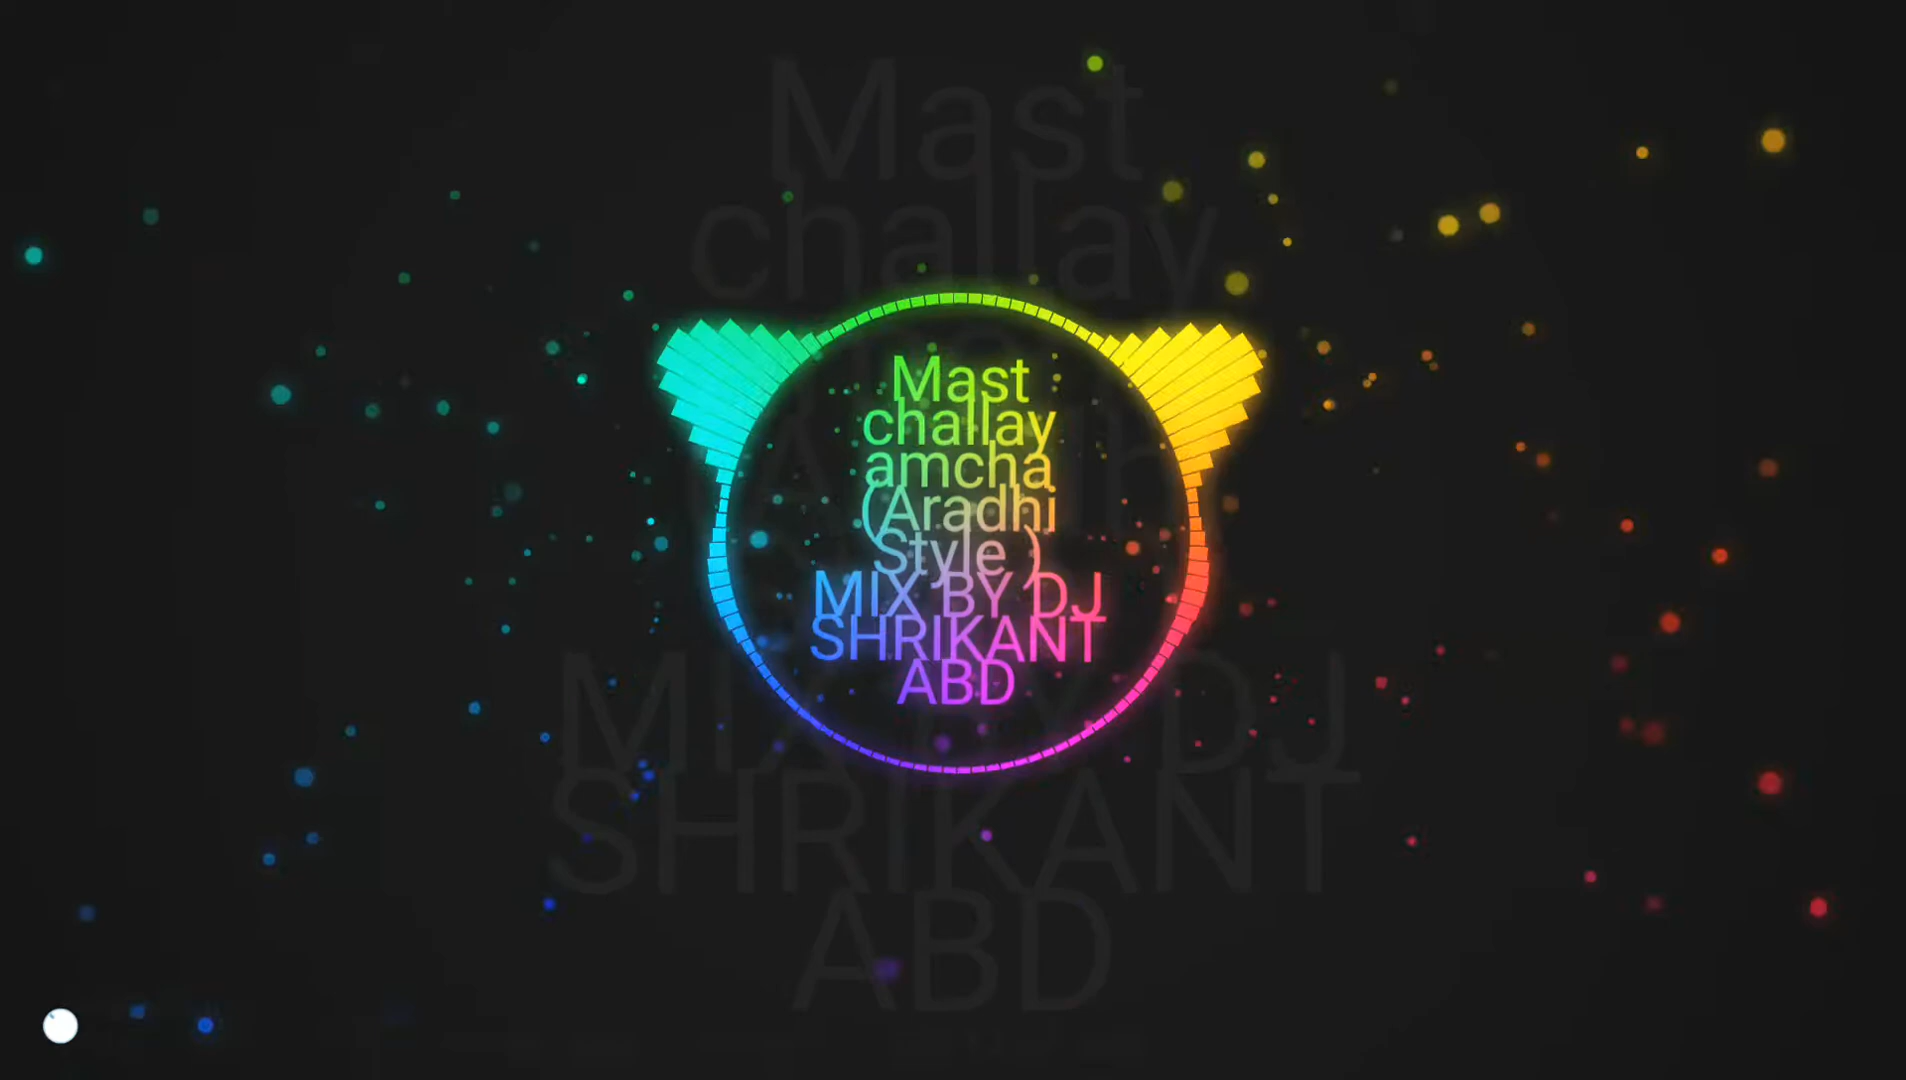 Mast
challay
amcha
(Aradhi
Style )
MIX BY DJ
SHRIKANT
ABD